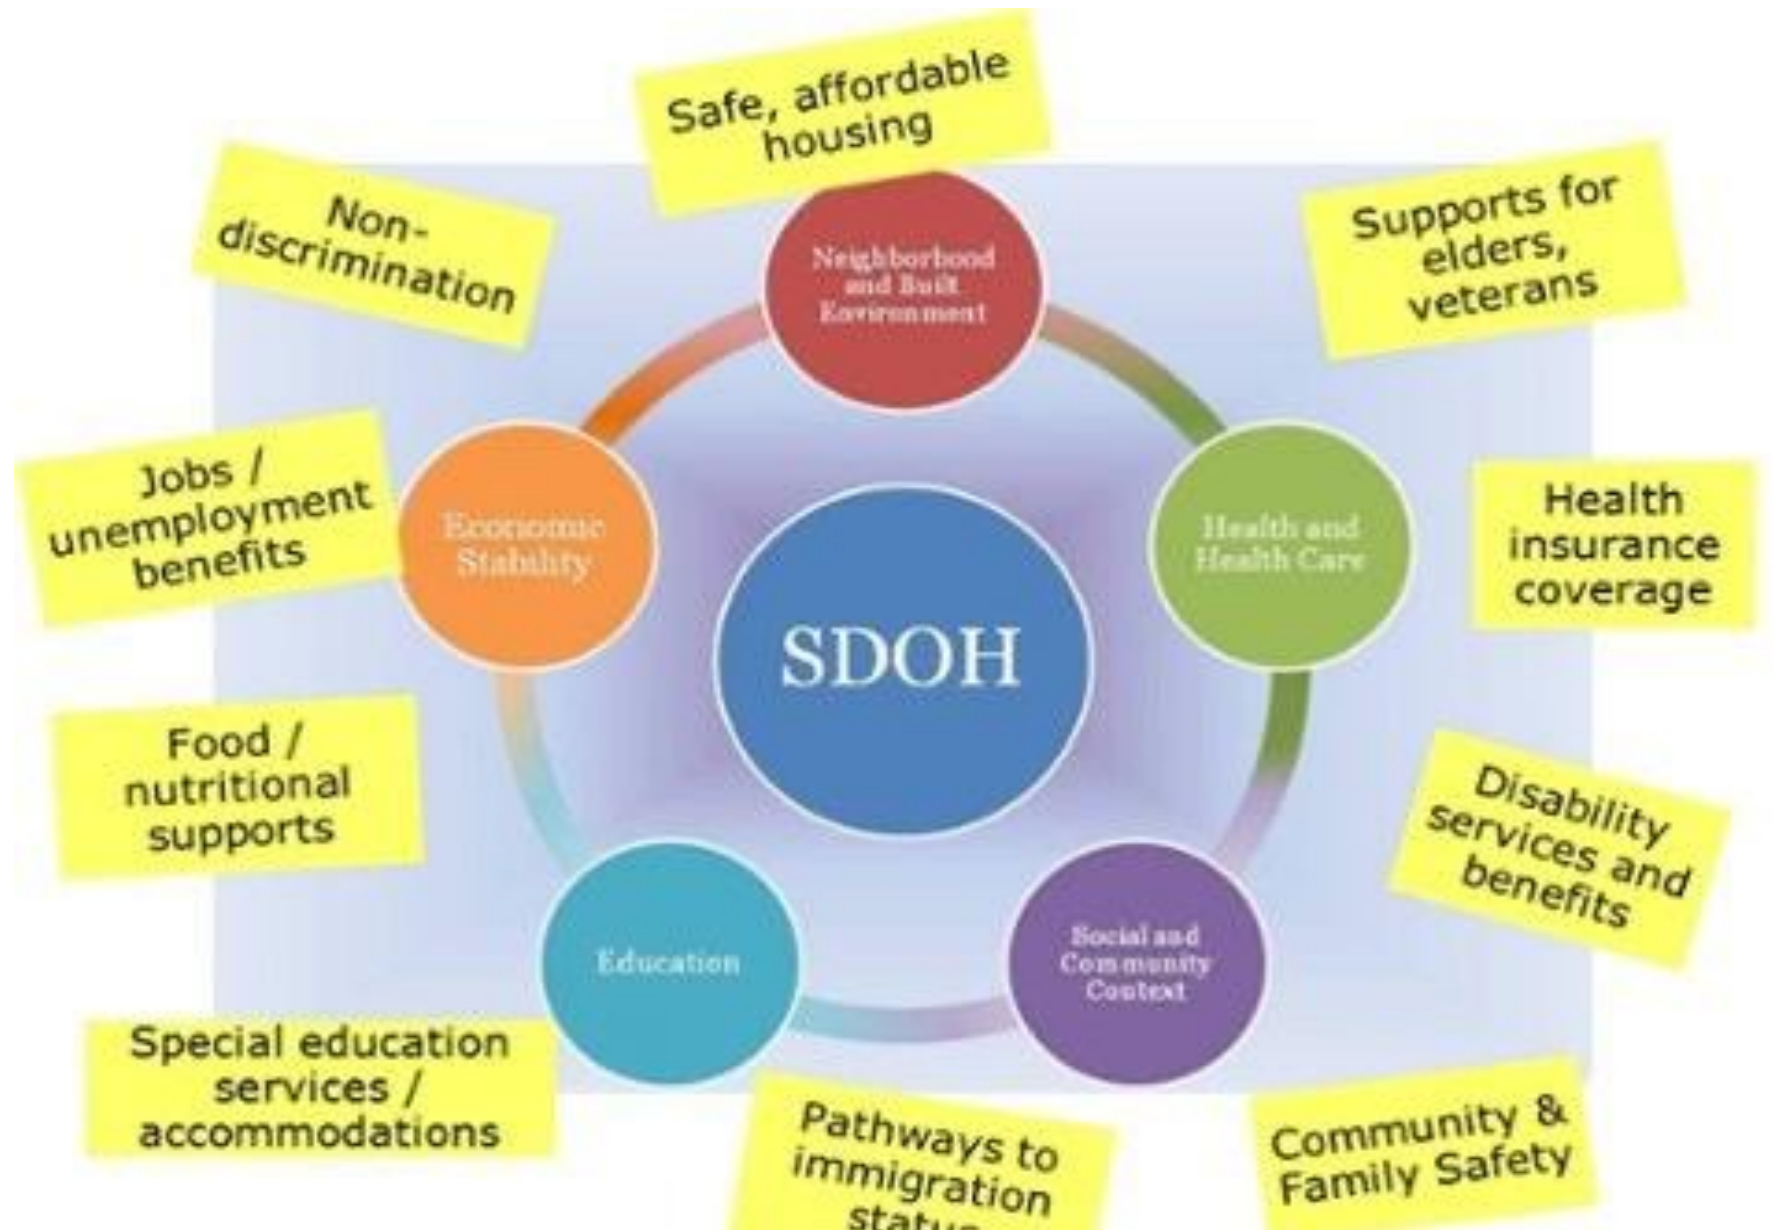 Safe, affordable
housing
Non-
discrimination
Supports for
elders,
veterans
Neighborhood
and Built
Environment
Jobs /
unemployment
benefits
Economic
Stability
Health and
Health Care
Health
insurance
coverage
SDOH
Food /
nutritional
supports
Disability
services and
benefits
Education
Social and
Community
Context
Special education
services /
accommodations
Pathways to
immigration
status
Community &
Family Safety